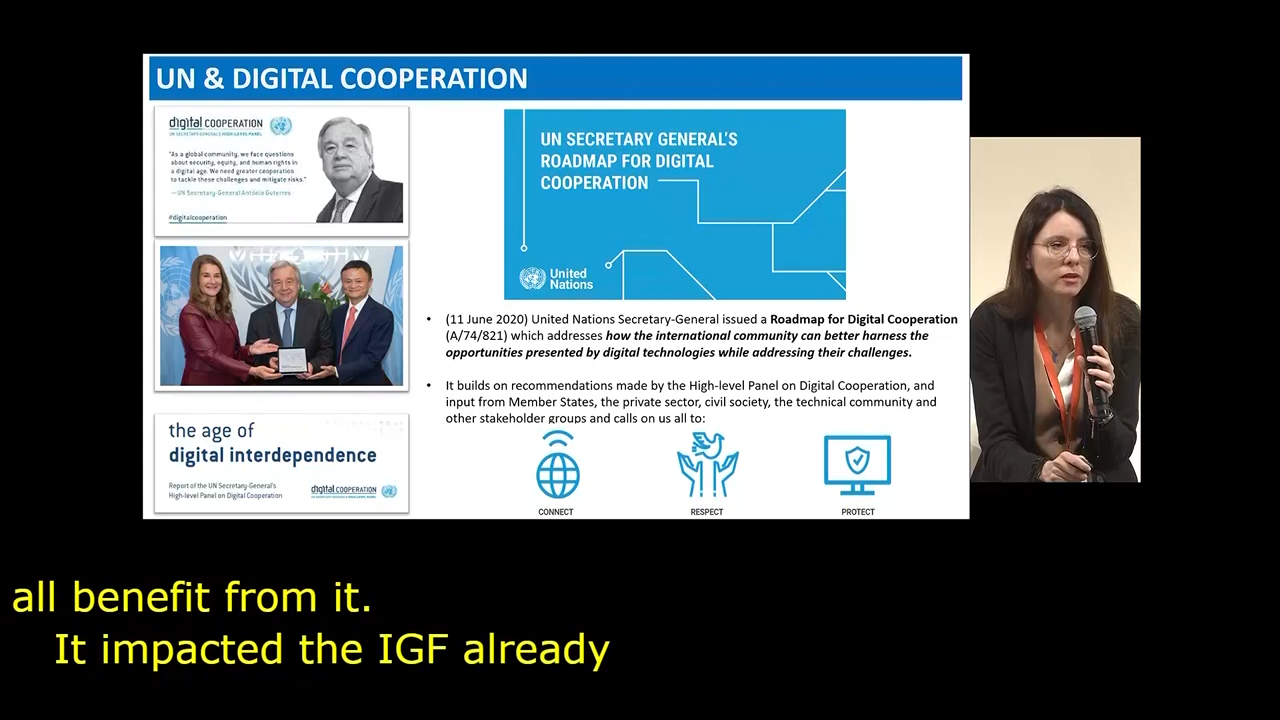 UN & DIGITAL COOPERATION
digital COOPERATION
UN SECRETARY-GENERAL'S HIGH-LEVEL PANEL
"As a global community, we face questions
about security, equity, and human rights in
a digital age. We need greater cooperation
to tackle these challenges and mitigate risks."
—UN Secretary-General António Guterres
#digitalcooperation
the age of
digital interdependence
Report of the UN Secretary-General's
High-level Panel on Digital Cooperation
digital COOPERATION
UN SECRETARY GENERAL'S
ROADMAP FOR DIGITAL
COOPERATION
United
Nations
• (11 June 2020) United Nations Secretary-General issued a Roadmap for Digital Cooperation
(A/74/821) which addresses how the international community can better harness the
opportunities presented by digital technologies while addressing their challenges.
• It builds on recommendations made by the High-level Panel on Digital Cooperation, and
input from Member States, the private sector, civil society, the technical community and
other stakeholder groups and calls on us all to:
CONNECT
RESPECT
PROTECT
all benefit from it.
It impacted the IGF already